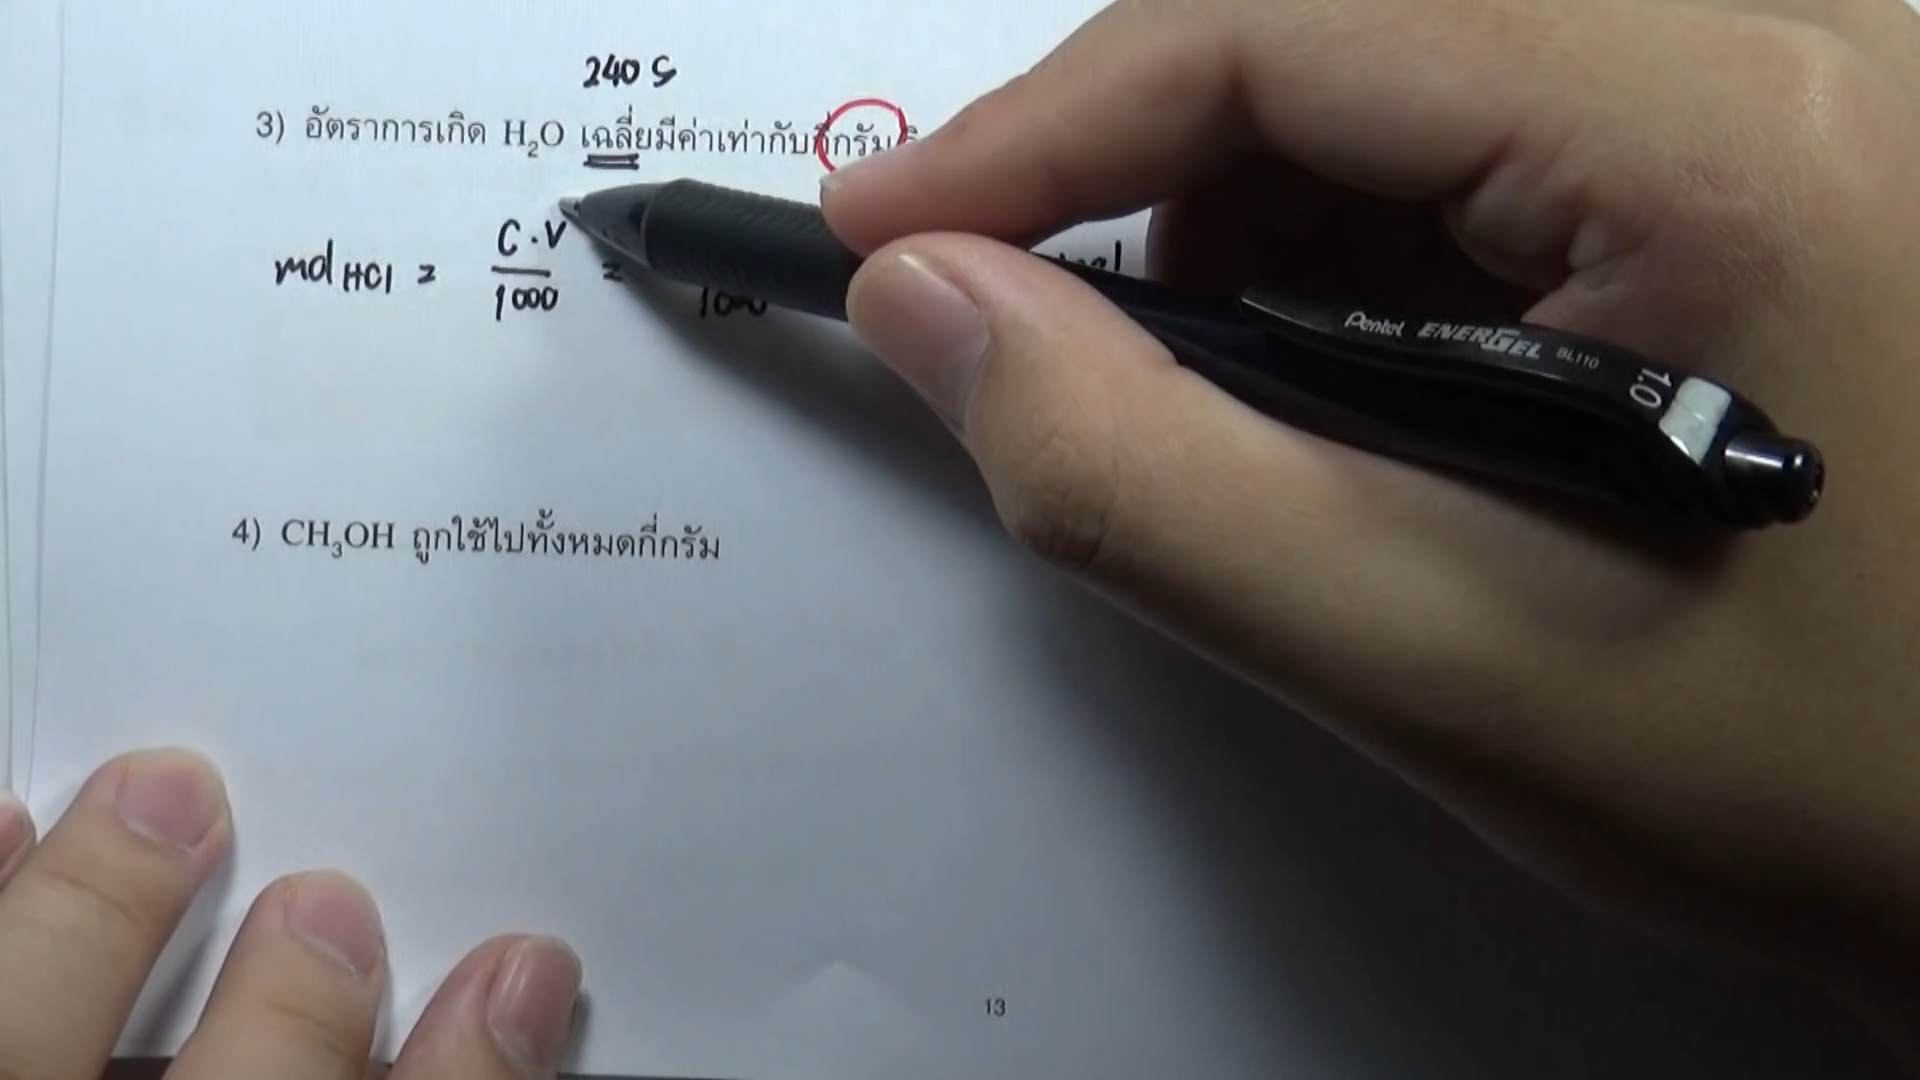 240 S
3) อัตราการเกิด H₂O เฉลี่ยมีค่าเท่ากับกี่กรัม
mol HCl = C·V / 1000 = 1000 mol
4) CH₃OH ถูกใช้ไปทั้งหมดกี่กรัม
Pentel ENERGEL BL110
1.0
13